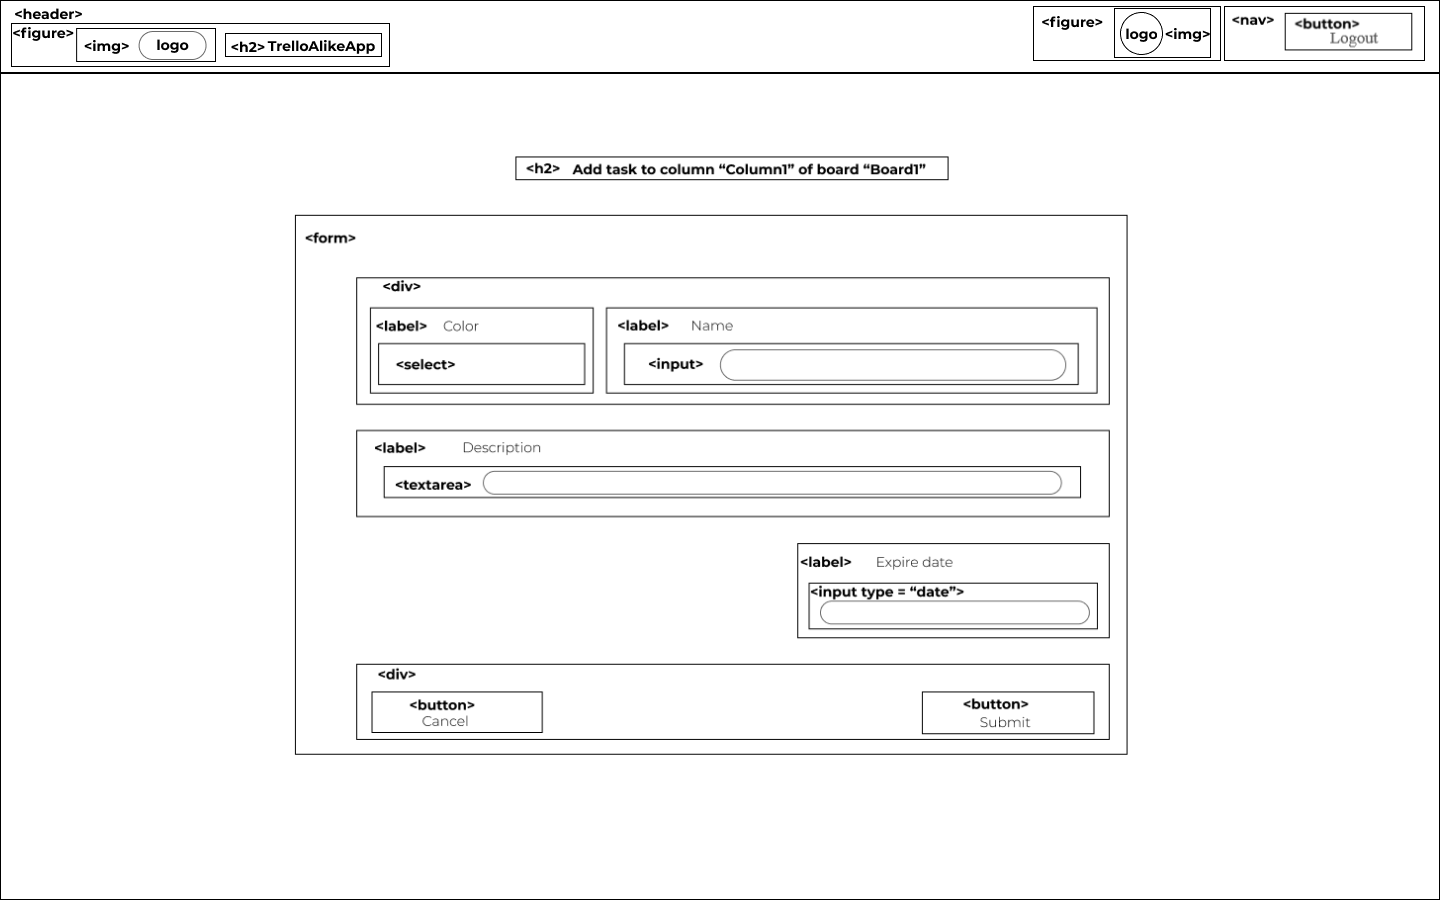 <header>
<figure>
<img> logo
<h2> TrelloAlikeApp
<figure>
logo <img>
<nav>
<button>
Logout
<h2> Add task to column “Column1” of board “Board1”
<form>
<div>
<label> Color
<select>
<label> Name
<input>
<label> Description
<textarea>
<label> Expire date
<input type = “date”>
<div>
<button>
Cancel
<button>
Submit